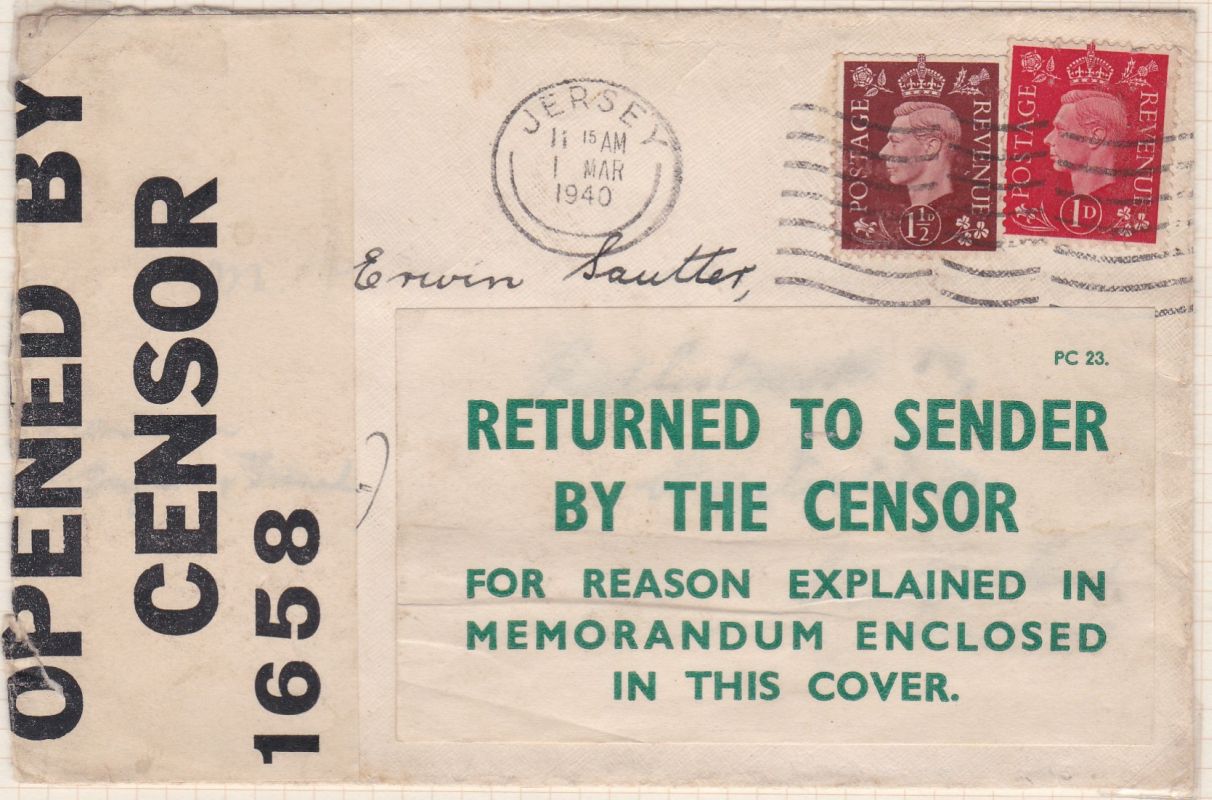 OPENED BY
CENSOR
1658
JERSEY
11 15 AM
1 MAR
1940
POSTAGE REVENUE
1½D
POSTAGE REVENUE
1D
Erwin Sautter,
PC 23.
RETURNED TO SENDER
BY THE CENSOR
FOR REASON EXPLAINED IN
MEMORANDUM ENCLOSED
IN THIS COVER.